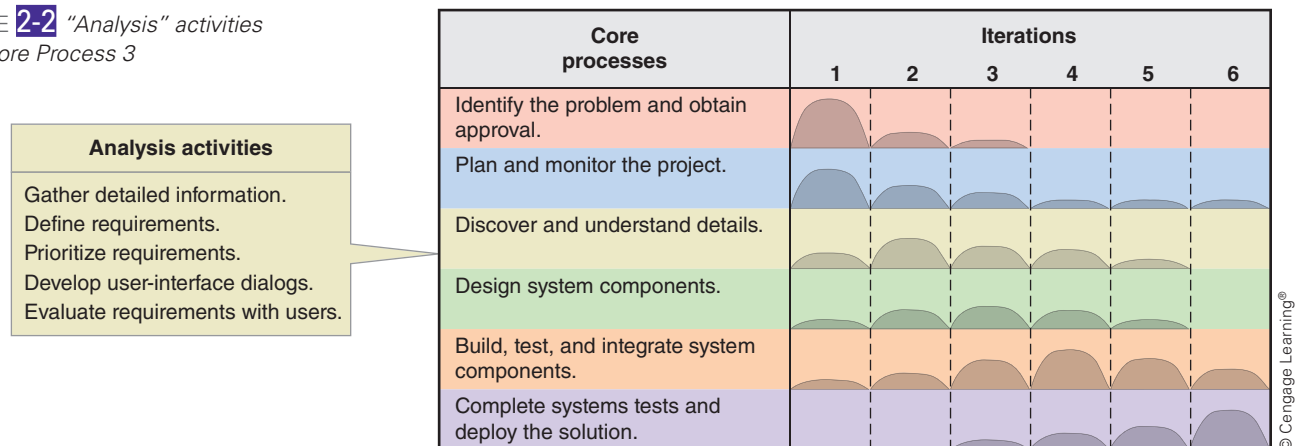 E 2-2 "Analysis" activities
ore Process 3
Analysis activities
Gather detailed information.
Define requirements.
Prioritize requirements.
Develop user-interface dialogs.
Evaluate requirements with users.
Core
processes
Iterations
1 2 3 4 5 6
Identify the problem and obtain
approval.
Plan and monitor the project.
Discover and understand details.
Design system components.
Build, test, and integrate system
components.
Complete systems tests and
deploy the solution.
© Cengage Learning®